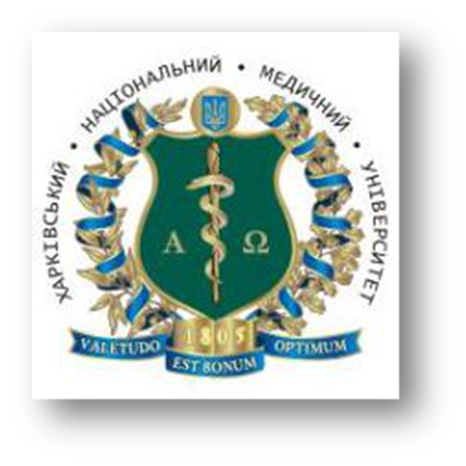 ХАРКІВСЬКИЙ • НАЦІОНАЛЬНИЙ • МЕДИЧНИЙ • УНІВЕРСИТЕТ
Α Ω
1805
VALETUDO EST BONUM OPTIMUM